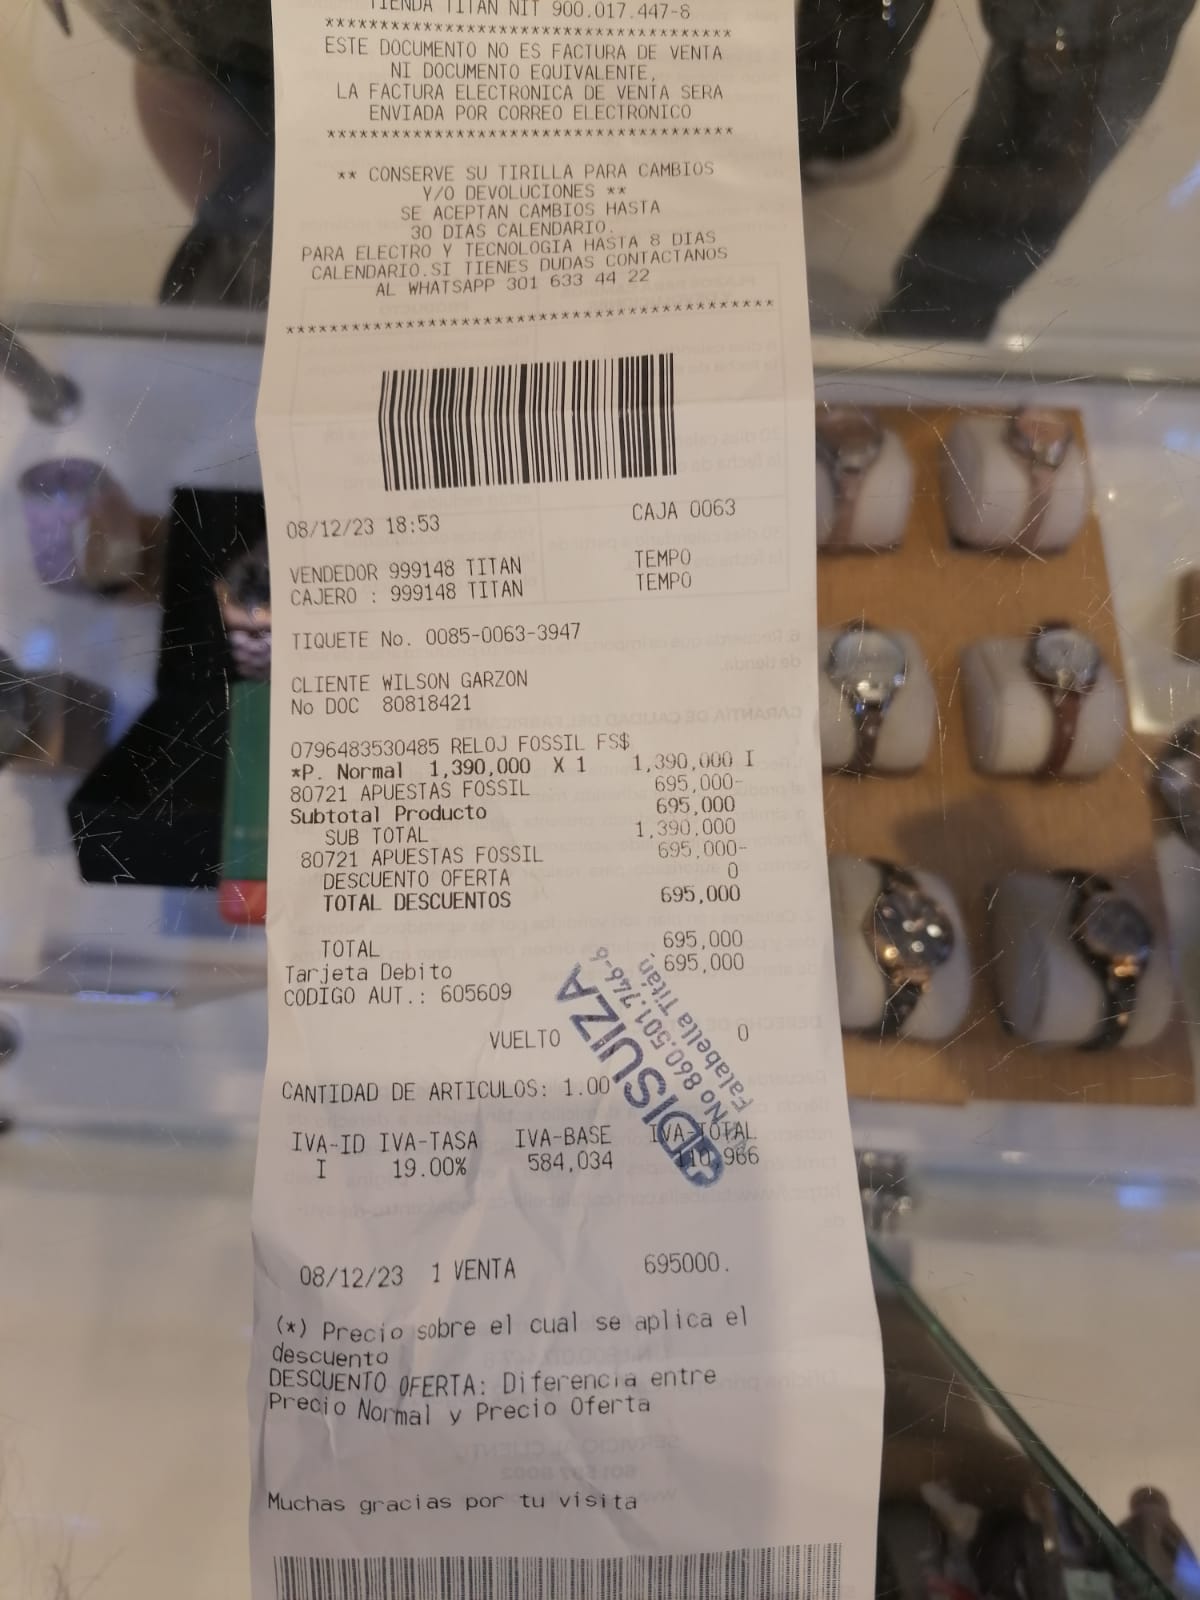 TIENDA TITAN NIT 900.017.447-8
**************************************
ESTE DOCUMENTO NO ES FACTURA DE VENTA
NI DOCUMENTO EQUIVALENTE,
LA FACTURA ELECTRONICA DE VENTA SERA
ENVIADA POR CORREO ELECTRONICO
**************************************
** CONSERVE SU TIRILLA PARA CAMBIOS
Y/O DEVOLUCIONES **
SE ACEPTAN CAMBIOS HASTA
30 DIAS CALENDARIO.
PARA ELECTRO Y TECNOLOGIA HASTA 8 DIAS
CALENDARIO.SI TIENES DUDAS CONTACTANOS
AL WHATSAPP 301 633 44 22
********************************************
08/12/23 18:53 CAJA 0063
VENDEDOR 999148 TITAN TEMPO
CAJERO : 999148 TITAN TEMPO
TIQUETE No. 0085-0063-3947
CLIENTE WILSON GARZON
No DOC 80818421
0796483530485 RELOJ FOSSIL FS$
*P. Normal 1,390,000 X 1 1,390,000 I
80721 APUESTAS FOSSIL 695,000-
Subtotal Producto 695,000
SUB TOTAL 1,390,000
80721 APUESTAS FOSSIL 695,000-
DESCUENTO OFERTA 0
TOTAL DESCUENTOS 695,000
TOTAL 695,000
Tarjeta Debito 695,000
CODIGO AUT.: 605609
VUELTO 0
DISUIZA
No 860.501.746-6
Falabella Titán,
CANTIDAD DE ARTICULOS: 1.00
IVA-ID IVA-TASA IVA-BASE IVA-TOTAL
I 19.00% 584,034 110,966
08/12/23 1 VENTA 695000.
(*) Precio sobre el cual se aplica el
descuento
DESCUENTO OFERTA: Diferencia entre
Precio Normal y Precio Oferta
Muchas gracias por tu visita